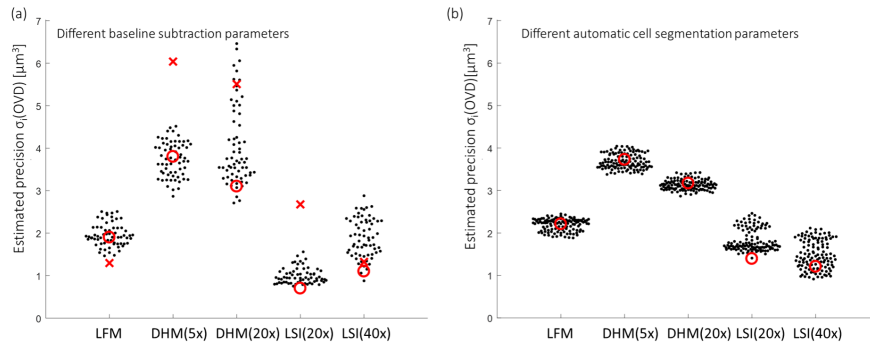 (a)
Different baseline subtraction parameters
Estimated precision σᵢ(OVD) [µm³]
7
6
5
4
3
2
1
0
LFM DHM(5x) DHM(20x) LSI(20x) LSI(40x)
(b)
Different automatic cell segmentation parameters
Estimated precision σᵢ(OVD)[µm³]
7
6
5
4
3
2
1
0
LFM DHM(5x) DHM(20x) LSI(20x) LSI(40x)